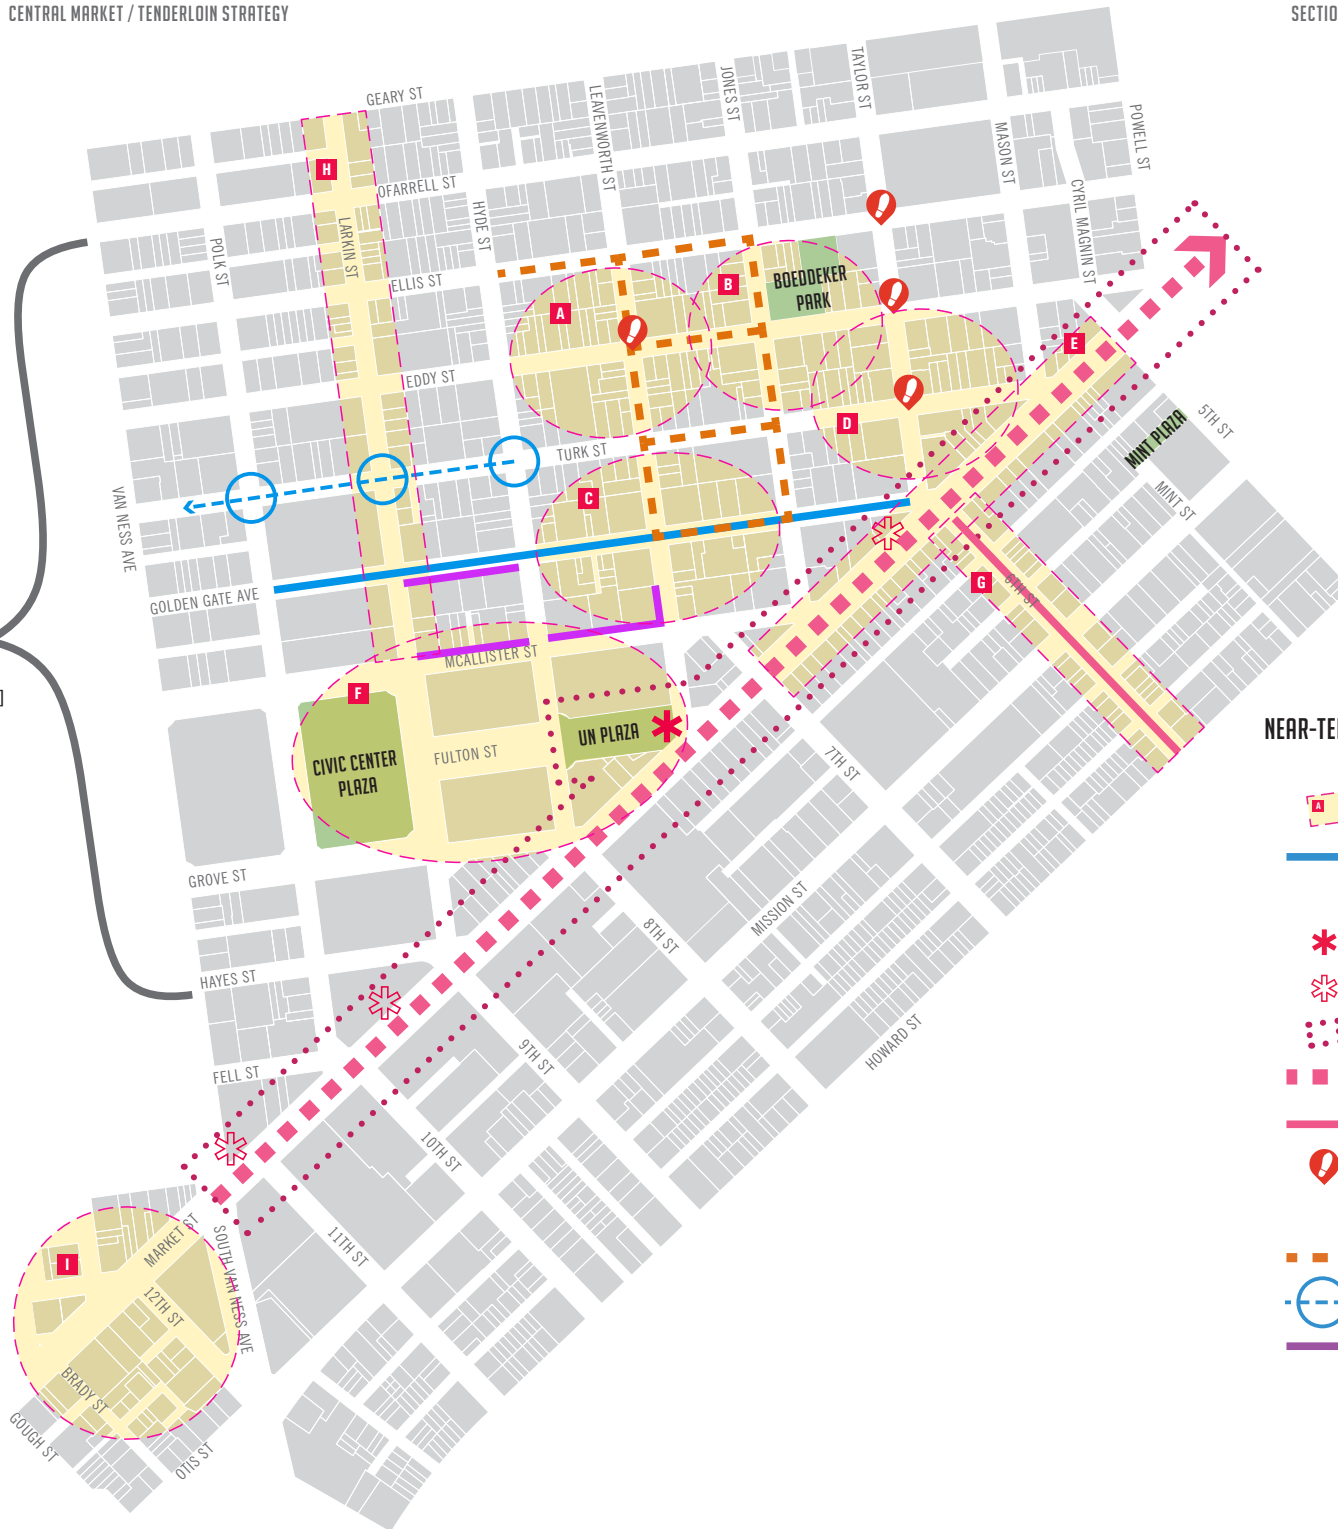 CENTRAL MARKET / TENDERLOIN STRATEGY
SECTIO
GEARY ST
LEAVENWORTH ST
JONES ST
TAYLOR ST
MASON ST
POWELL ST
H
OFARRELL ST
HYDE ST
LARKIN ST
POLK ST
CYRIL MAGNIN ST
ELLIS ST
A
B
BOEDDEKER
PARK
E
EDDY ST
D
MINT PLAZA
5TH ST
TURK ST
C
MINT ST
VAN NESS AVE
GOLDEN GATE AVE
G
6TH ST
MCALLISTER ST
F
]
UN PLAZA
FULTON ST
CIVIC CENTER
PLAZA
7TH ST
NEAR-TE
A
GROVE ST
MISSION ST
8TH ST
HAYES ST
HOWARD ST
9TH ST
FELL ST
10TH ST
MARKET ST
11TH ST
SOUTH VAN NESS AVE
I
12TH ST
BRADY ST
GOUGH ST
OTIS ST